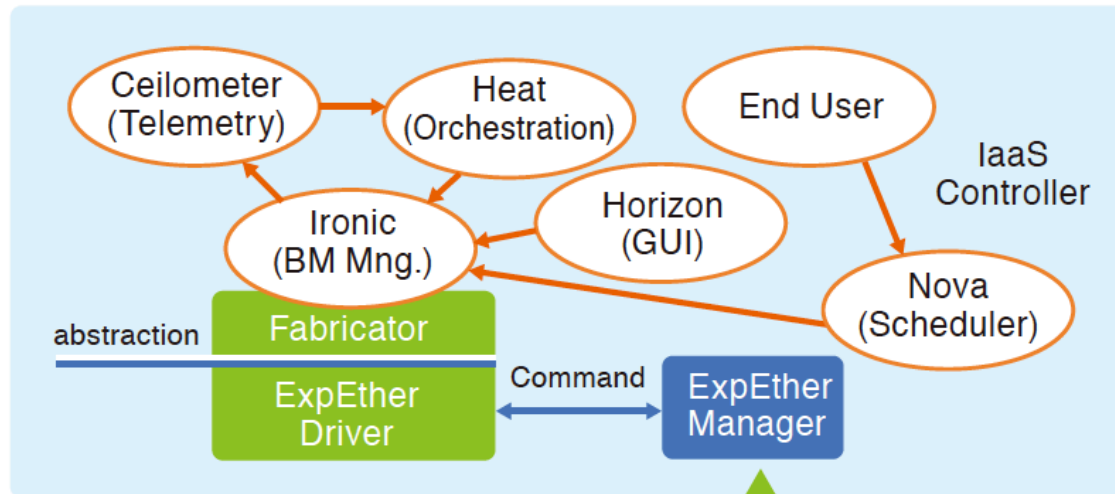 Ceilometer
(Telemetry)
Heat
(Orchestration)
End User
IaaS
Controller
Ironic
(BM Mng.)
Horizon
(GUI)
Nova
(Scheduler)
abstraction
Fabricator
ExpEther
Driver
Command
ExpEther
Manager